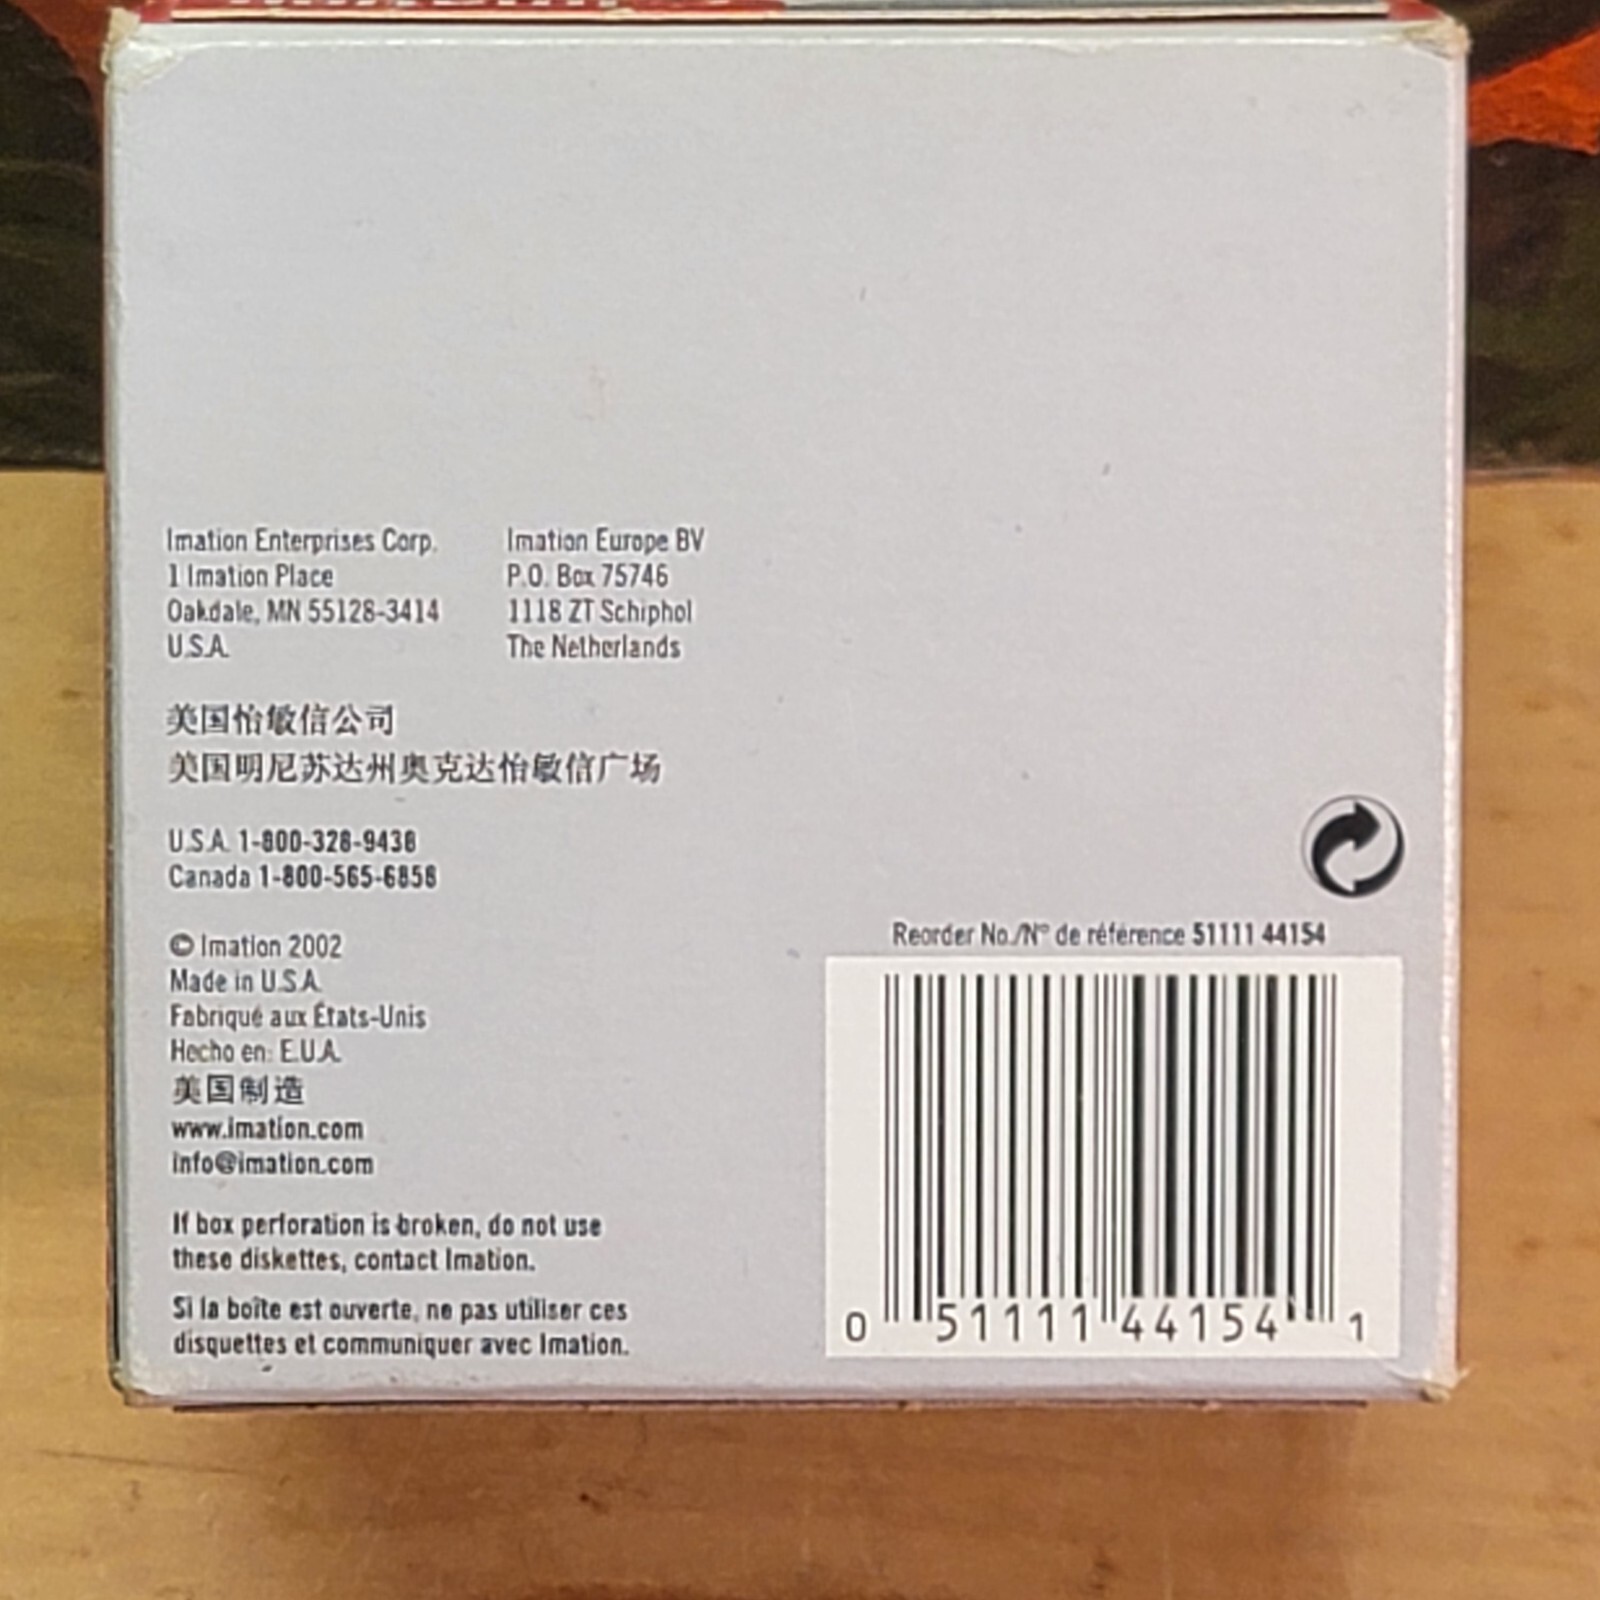 Imation Enterprises Corp.
1 Imation Place
Oakdale, MN 55128-3414
U.S.A.
Imation Europe BV
P.O. Box 75746
1118 ZT Schiphol
The Netherlands
美国怡敏信公司
美国明尼苏达州奥克达怡敏信广场
U.S.A. 1-800-328-9438
Canada 1-800-565-6858
© Imation 2002
Made in U.S.A.
Fabriqué aux États-Unis
Hecho en: E.U.A.
美国制造
www.imation.com
info@imation.com
If box perforation is broken, do not use
these diskettes, contact Imation.
Si la boîte est ouverte, ne pas utiliser ces
disquettes et communiquer avec Imation.
Reorder No./N° de référence 51111 44154
0 51111 44154 1